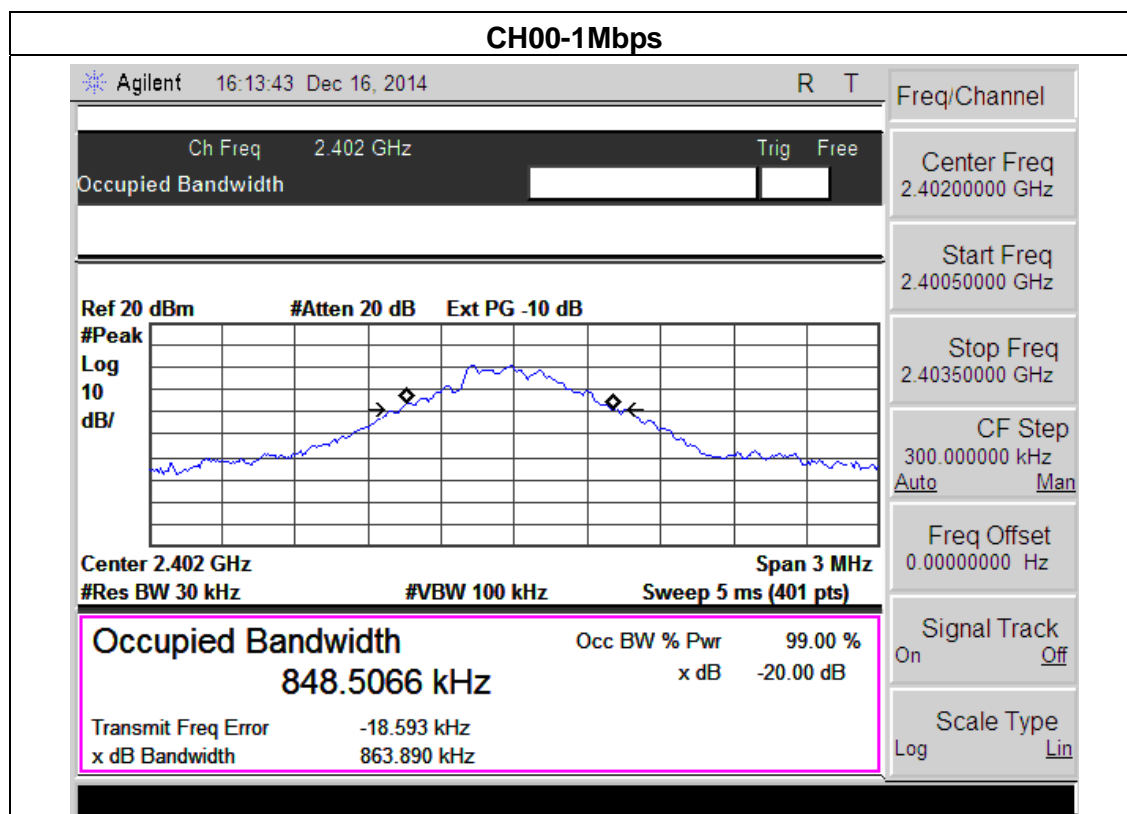 CH00-1Mbps
Agilent 16:13:43 Dec 16, 2014 R T
Freq/Channel
Ch Freq 2.402 GHz Trig Free
Occupied Bandwidth
Center Freq
2.40200000 GHz
Start Freq
2.40050000 GHz
Stop Freq
2.40350000 GHz
CF Step
300.000000 kHz
Auto Man
Freq Offset
0.00000000 Hz
Signal Track
On Off
Scale Type
Log Lin
Ref 20 dBm #Atten 20 dB Ext PG -10 dB
#Peak
Log
10
dB/
Center 2.402 GHz Span 3 MHz
#Res BW 30 kHz #VBW 100 kHz Sweep 5 ms (401 pts)
Occupied Bandwidth Occ BW % Pwr 99.00 %
848.5066 kHz x dB -20.00 dB
Transmit Freq Error -18.593 kHz
x dB Bandwidth 863.890 kHz